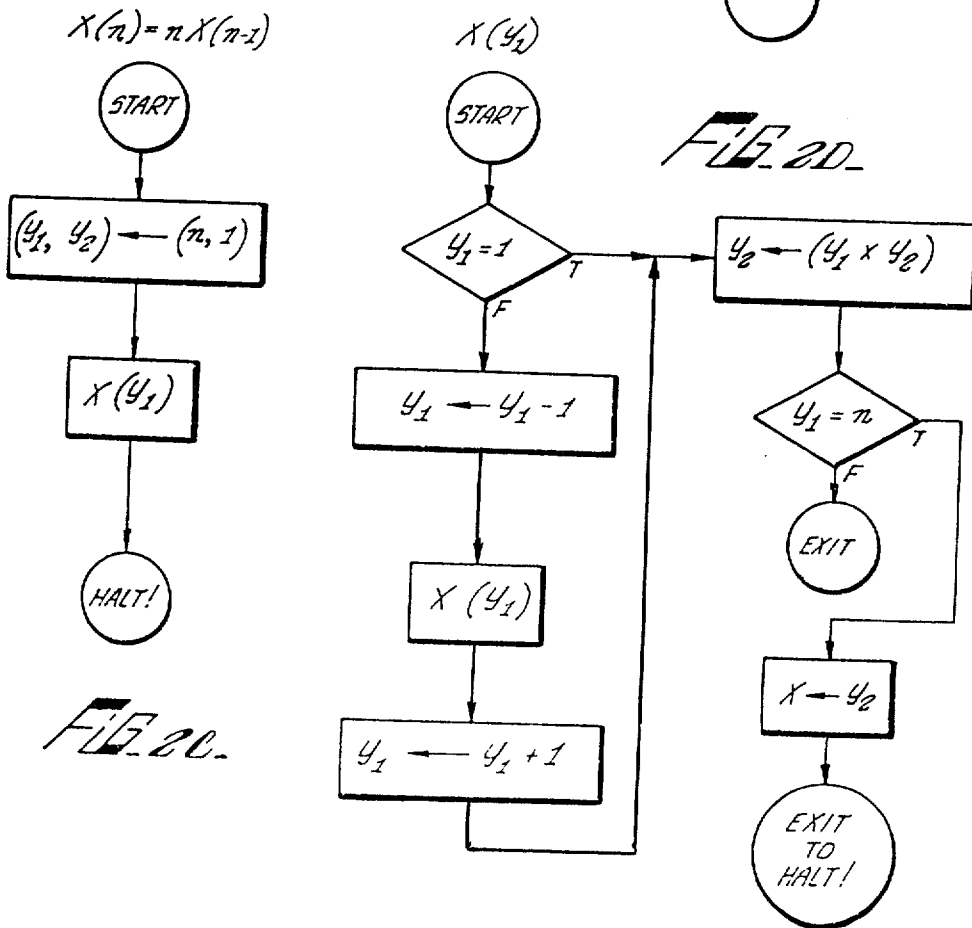 X(n) = n X(n-1)
START
(y₁, y₂) ← (n, 1)
X (y₁)
HALT!
FIG. 2C.
X (y₁)
START
y₁ = 1
T
F
y₁ ← y₁ - 1
X (y₁)
y₁ ← y₁ + 1
FIG. 2D.
y₂ ← (y₁ x y₂)
y₁ = n
T
F
EXIT
X ← y₂
EXIT
TO
HALT!